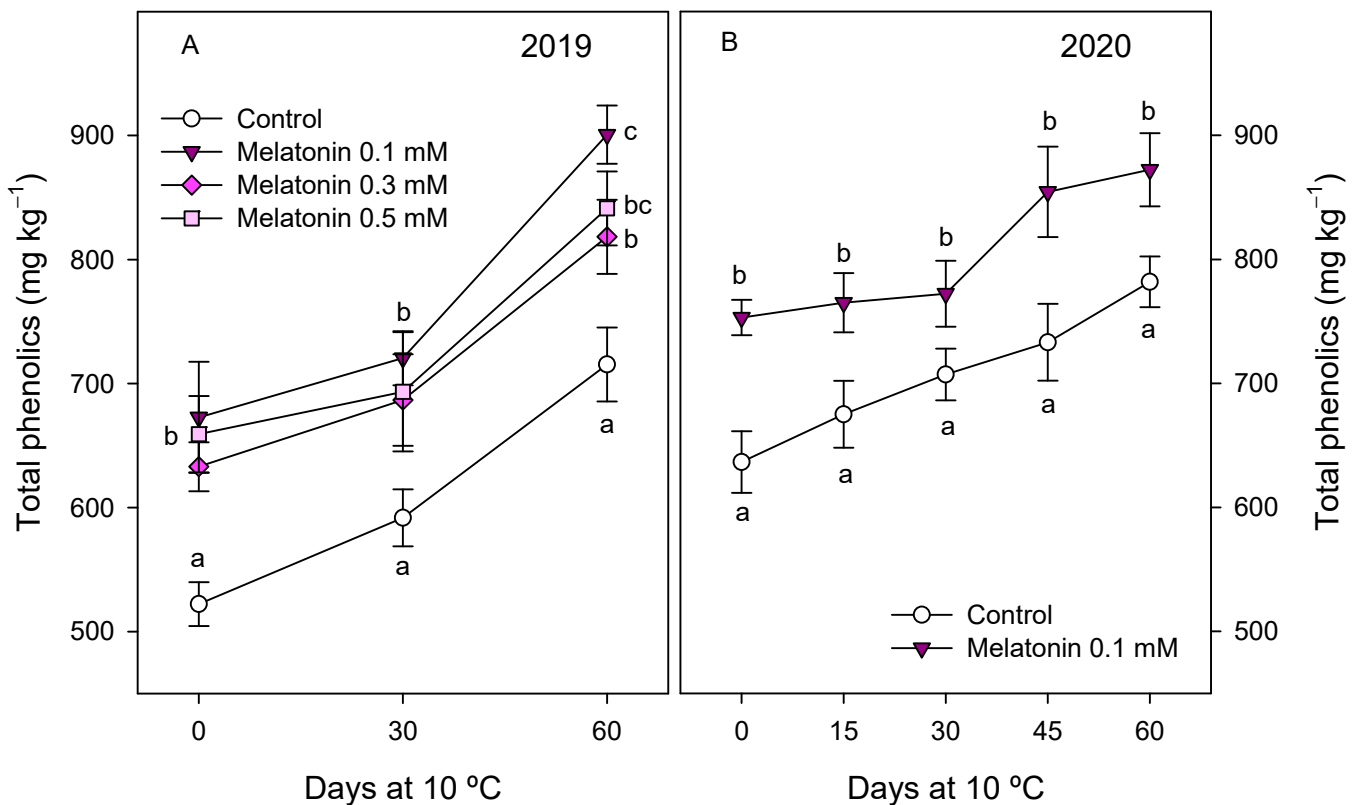 A
2019
Control
Melatonin 0.1 mM
Melatonin 0.3 mM
Melatonin 0.5 mM
Total phenolics (mg kg⁻¹)
900
800
700
600
500
b
a
b
a
c
bc
b
a
0
30
60
Days at 10 ºC
B
2020
b
b
b
b
b
a
a
a
a
a
Control
Melatonin 0.1 mM
0
15
30
45
60
Days at 10 ºC
900
800
700
600
500
Total phenolics (mg kg⁻¹)